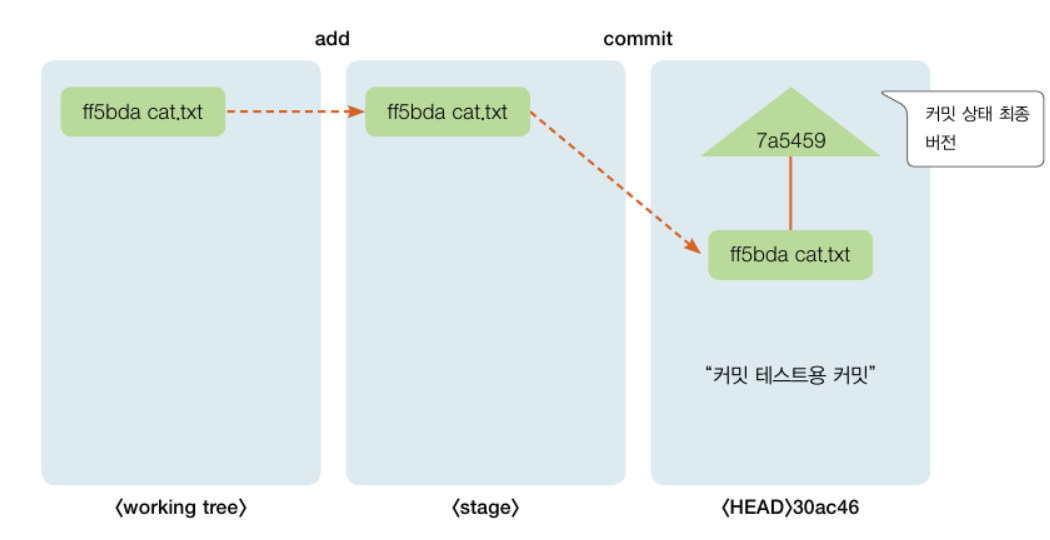 add
commit
ff5bda cat.txt
ff5bda cat.txt
7a5459
커밋 상태 최종
버전
ff5bda cat.txt
“커밋 테스트용 커밋”
〈working tree〉
〈stage〉
〈HEAD〉30ac46